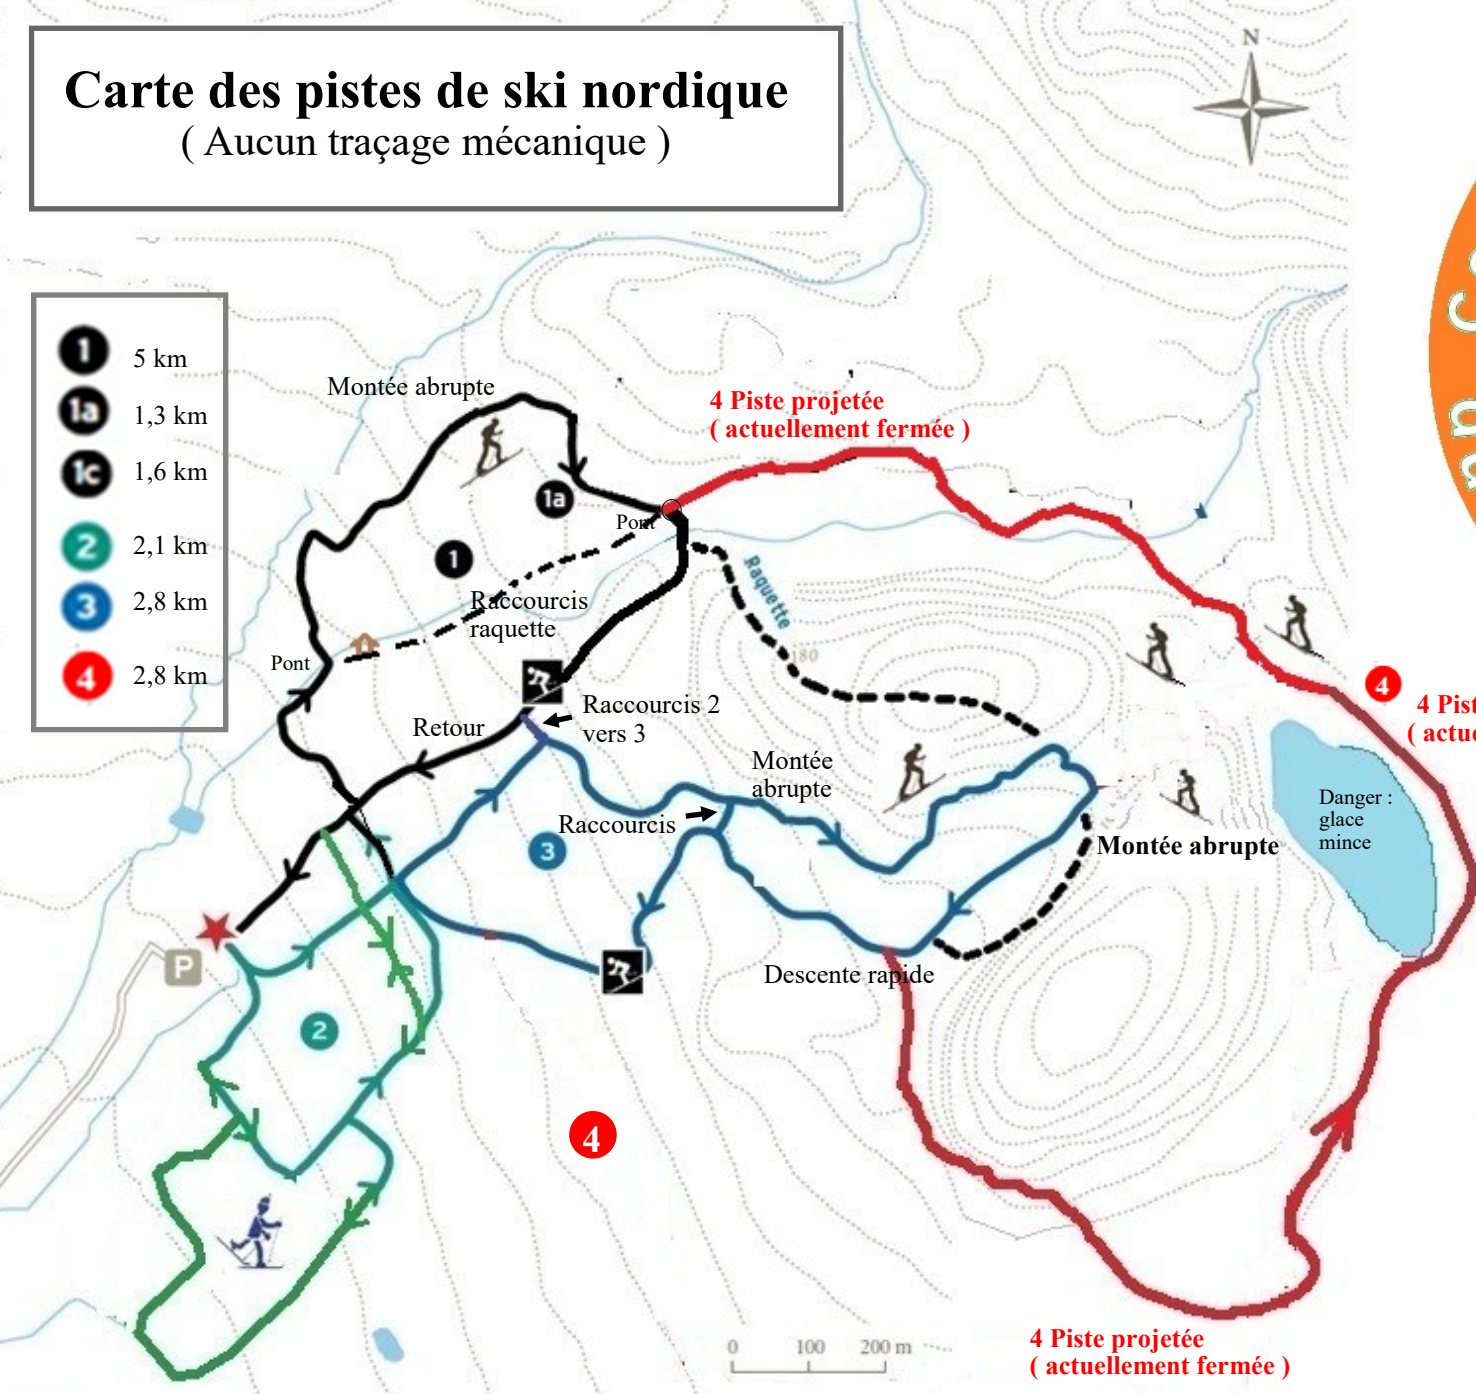 Carte des pistes de ski nordique
( Aucun traçage mécanique )
N
1 5 km
1a 1,3 km
1c 1,6 km
2 2,1 km
3 2,8 km
4 2,8 km
Montée abrupte
4 Piste projetée
( actuellement fermée )
1a
Pont
1
Raccourcis
raquette
Raquette
180
Pont
4
4 Pist
( actue
Retour
Raccourcis 2
vers 3
Montée
abrupte
Danger :
glace
mince
Raccourcis
3
Montée abrupte
P
Descente rapide
2
4
0 100 200 m
4 Piste projetée
( actuellement fermée )